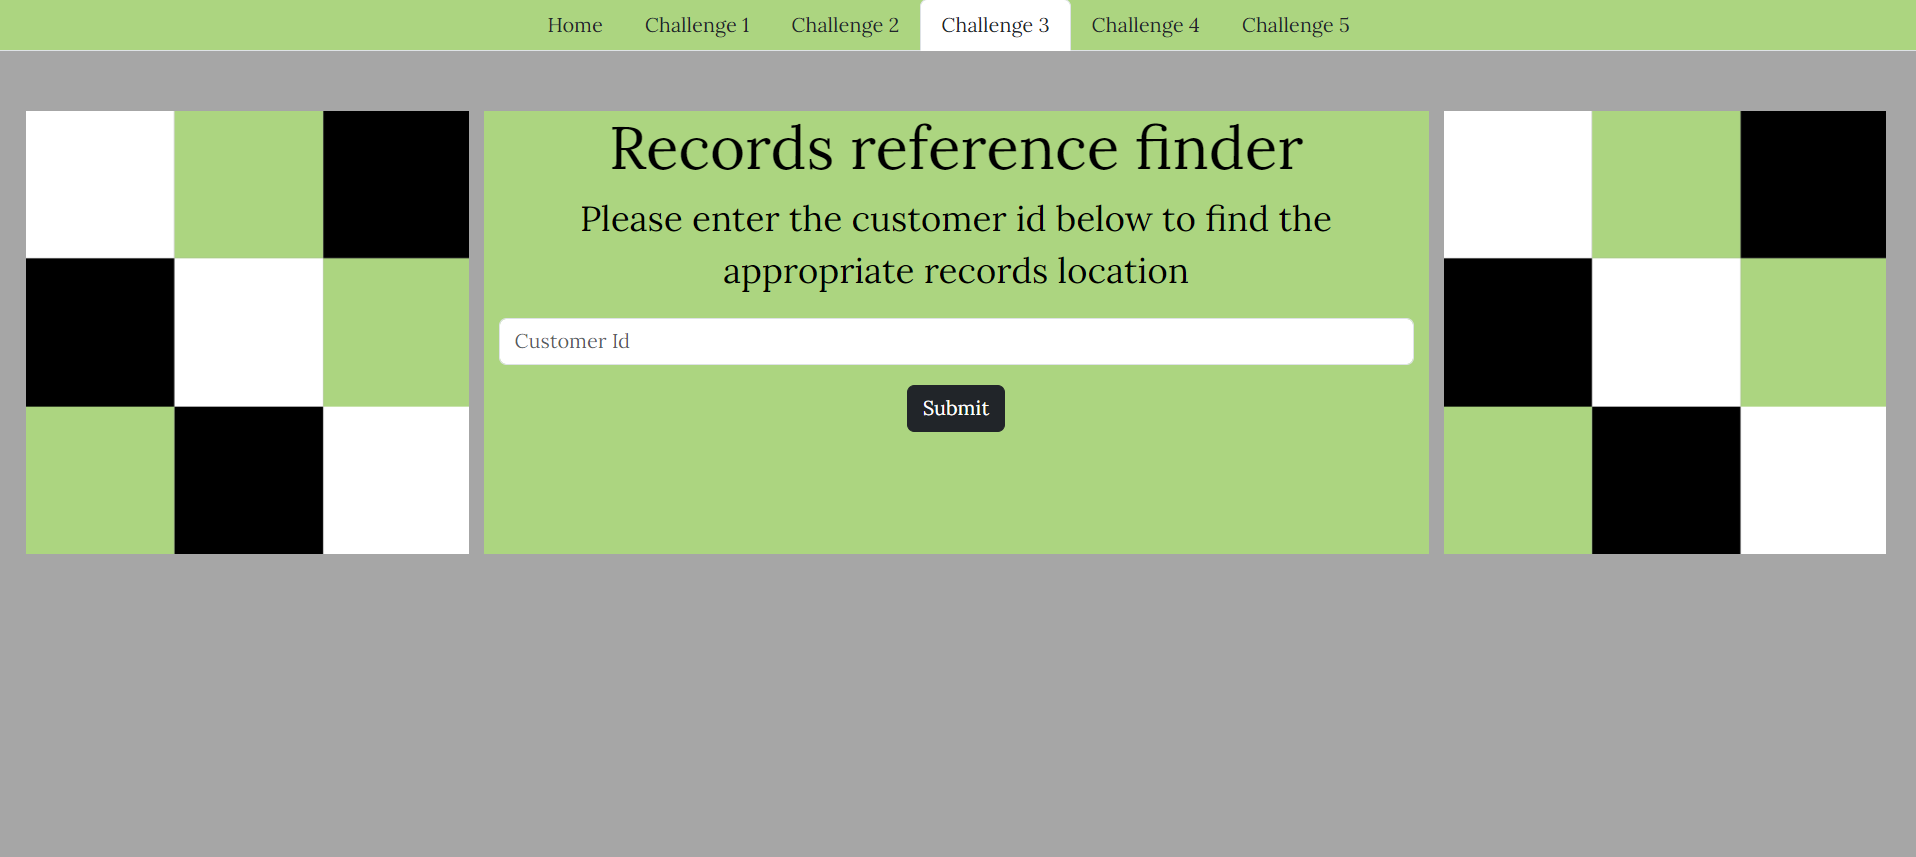 Home Challenge 1 Challenge 2 Challenge 3 Challenge 4 Challenge 5
Records reference finder
Please enter the customer id below to find the
appropriate records location
Customer Id
Submit